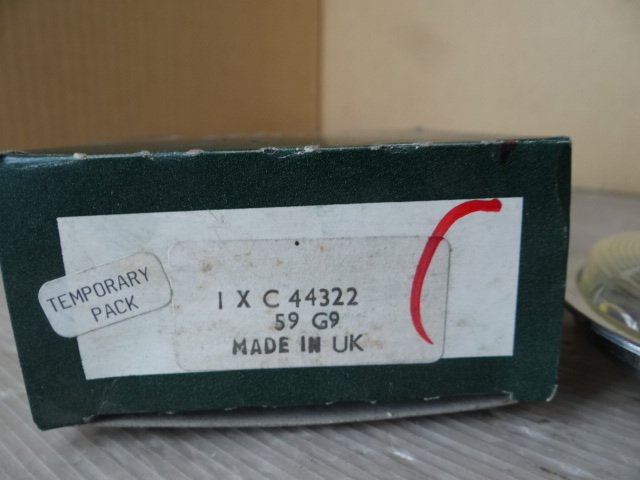 TEMPORARY
PACK
1 X C 44322
59 G9
MADE IN UK